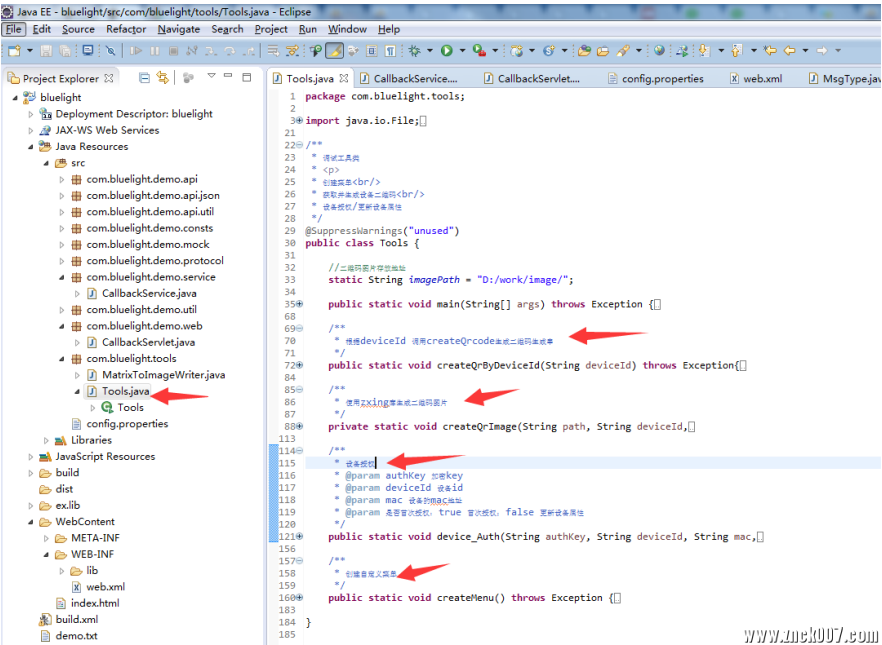 Java EE - bluelight/src/com/bluelight/tools/Tools.java - Eclipse
File Edit Source Refactor Navigate Search Project Run Window Help
Project Explorer
bluelight
Deployment Descriptor: bluelight
JAX-WS Web Services
Java Resources
src
com.bluelight.demo.api
com.bluelight.demo.api.json
com.bluelight.demo.api.util
com.bluelight.demo.consts
com.bluelight.demo.mock
com.bluelight.demo.protocol
com.bluelight.demo.service
CallbackService.java
com.bluelight.demo.util
com.bluelight.demo.web
CallbackServlet.java
com.bluelight.tools
MatrixToImageWriter.java
Tools.java
Tools
config.properties
Libraries
JavaScript Resources
build
dist
ex.lib
WebContent
META-INF
WEB-INF
lib
web.xml
index.html
build.xml
demo.txt
Tools.java CallbackService.... CallbackServlet.... config.properties web.xml MsgType.jav
1 package com.bluelight.tools;
2
3 import java.io.File;
21
22 /**
23 * 调试工具类
24 * <p>
25 * 创建菜单<br/>
26 * 获取并生成设备二维码<br/>
27 * 设备授权/更新设备属性
28 */
29 @SuppressWarnings("unused")
30 public class Tools {
31
32 //二维码图片存放地址
33 static String imagePath = "D:/work/image/";
34
35 public static void main(String[] args) throws Exception {
68
69 /**
70 * 根据deviceId 调用createQrcode生成二维码生成串
71 */
72 public static void createQrByDeviceId(String deviceId) throws Exception{
84
85 /**
86 * 使用zxing库生成二维码图片
87 */
88 private static void createQrImage(String path, String deviceId,
113
114 /**
115 * 设备授权
116 * @param authKey 加密key
117 * @param deviceId 设备id
118 * @param mac 设备的mac地址
119 * @param 是否首次授权: true 首次授权; false 更新设备属性
120 */
121 public static void device_Auth(String authKey, String deviceId, String mac,
156
157 /**
158 * 创建自定义菜单
159 */
160 public static void createMenu() throws Exception {
183
184 }
185
www.znck007.com